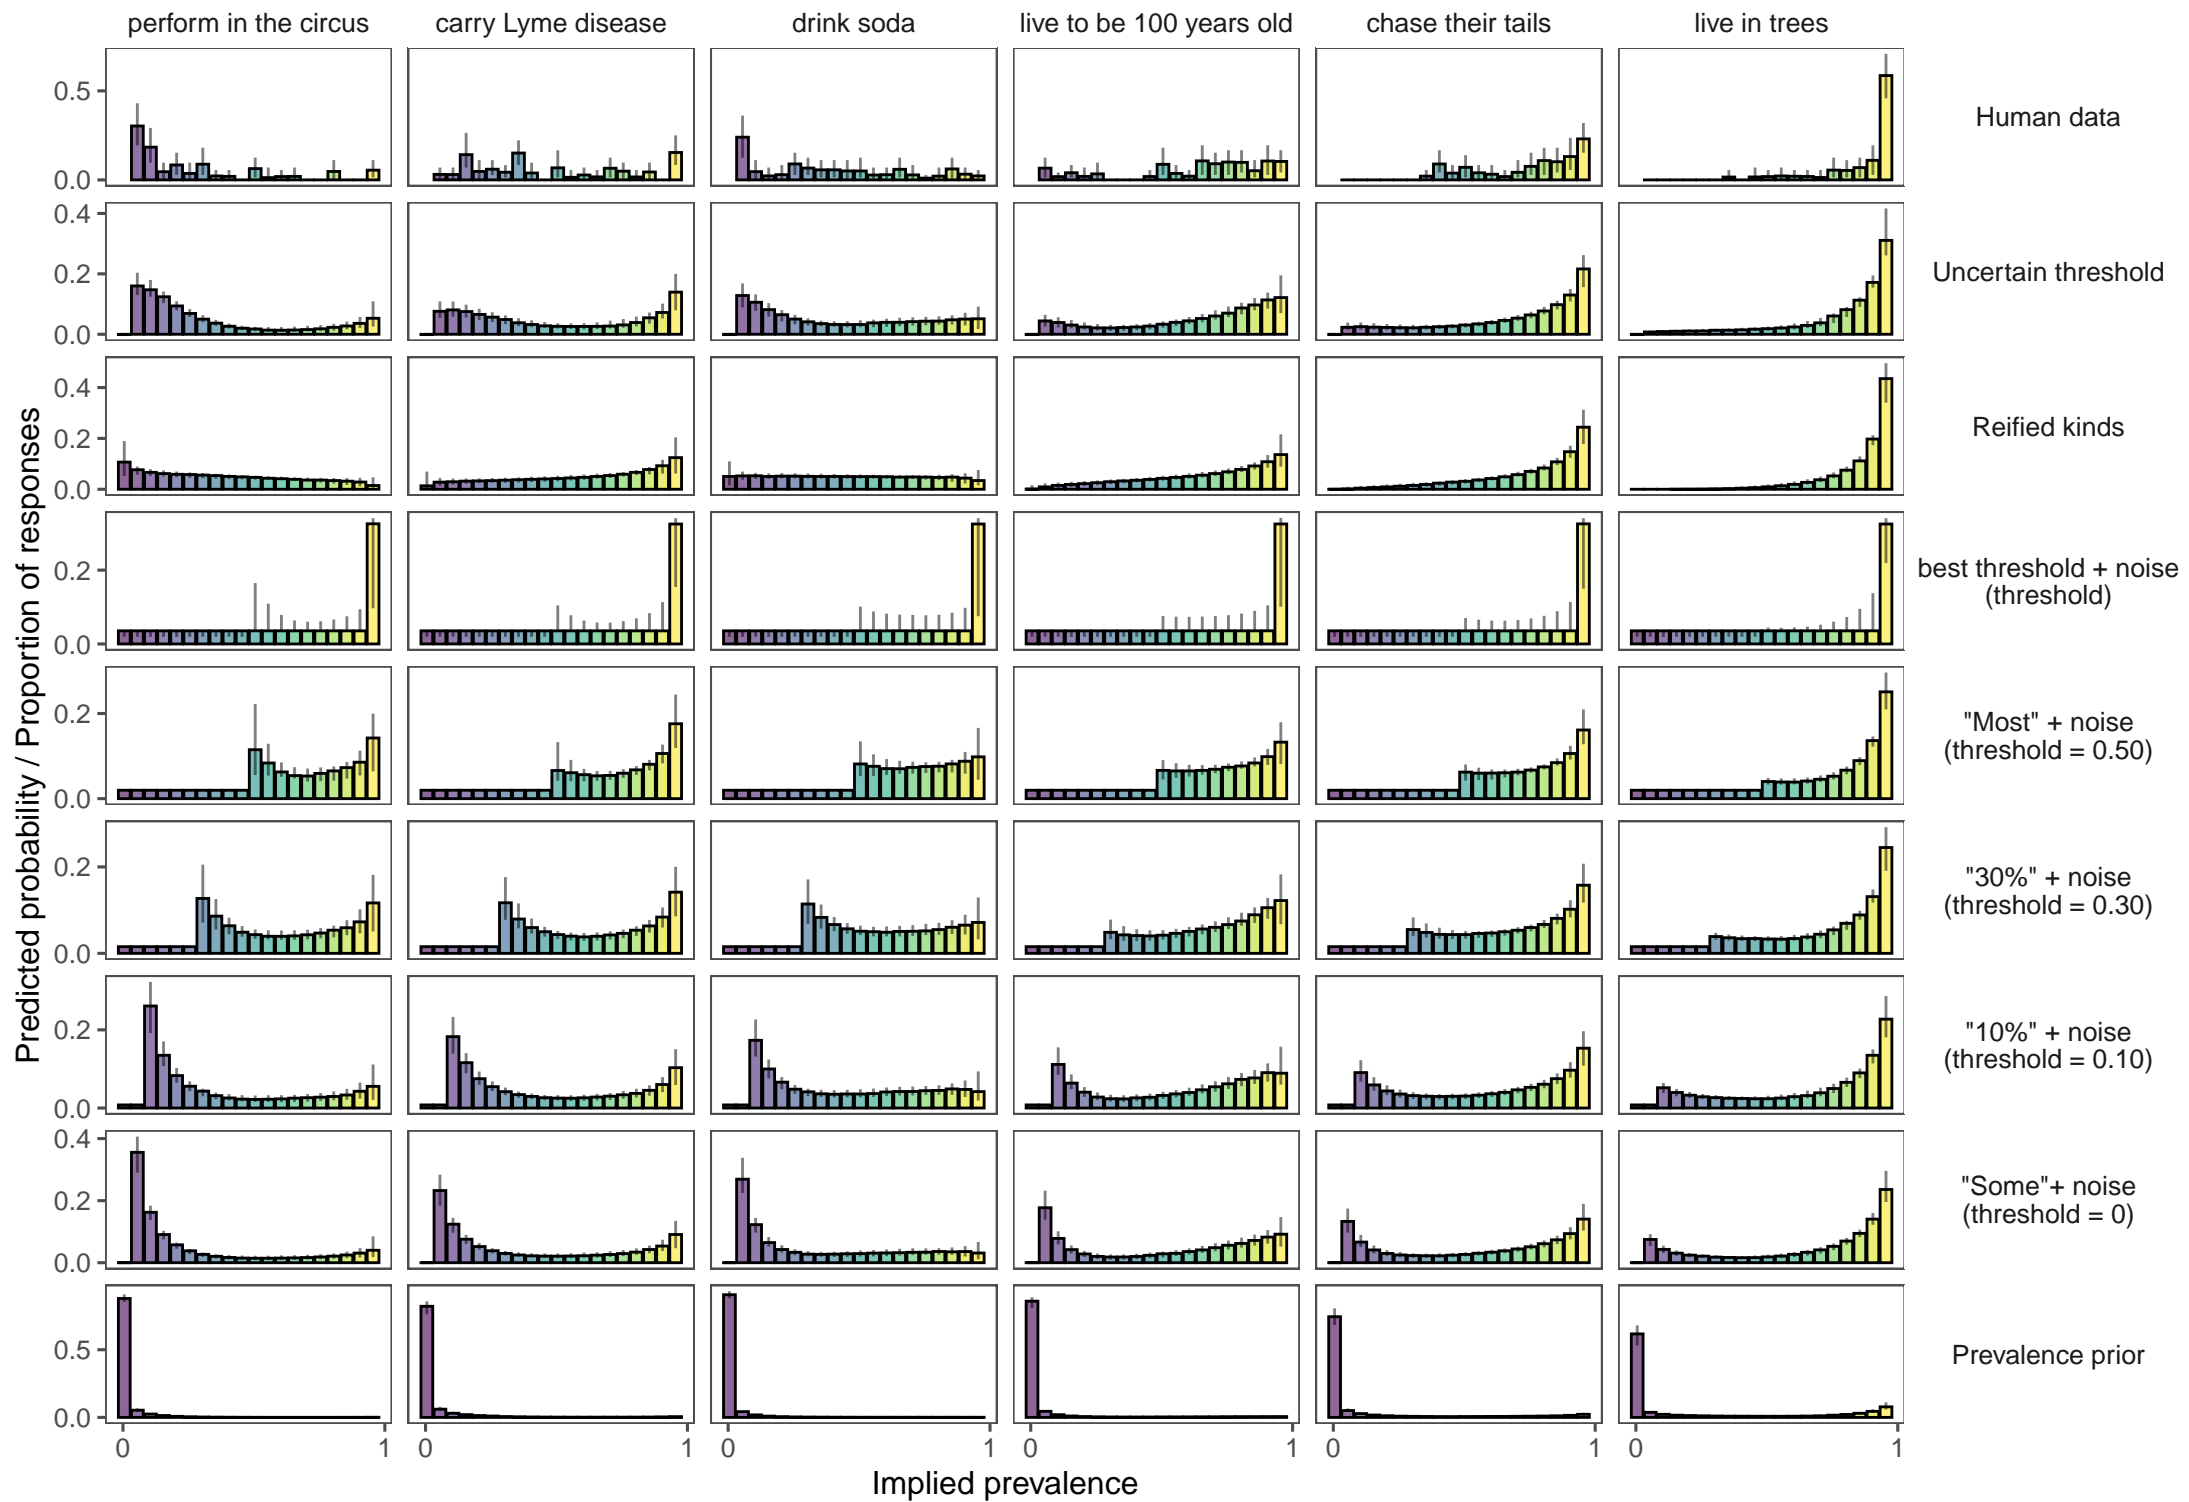 perform in the circus
carry Lyme disease
drink soda
live to be 100 years old
chase their tails
live in trees
Predicted probability / Proportion of responses
0.5
0.0
Human data
0.4
0.2
0.0
Uncertain threshold
0.4
0.2
0.0
Reified kinds
0.2
0.0
best threshold + noise
(threshold)
0.2
0.0
"Most" + noise
(threshold = 0.50)
0.2
0.0
"30%" + noise
(threshold = 0.30)
0.2
0.0
"10%" + noise
(threshold = 0.10)
0.4
0.2
0.0
"Some"+ noise
(threshold = 0)
0.5
0.0
Prevalence prior
0 1 0 1 0 1 0 1 0 1 0 1
Implied prevalence